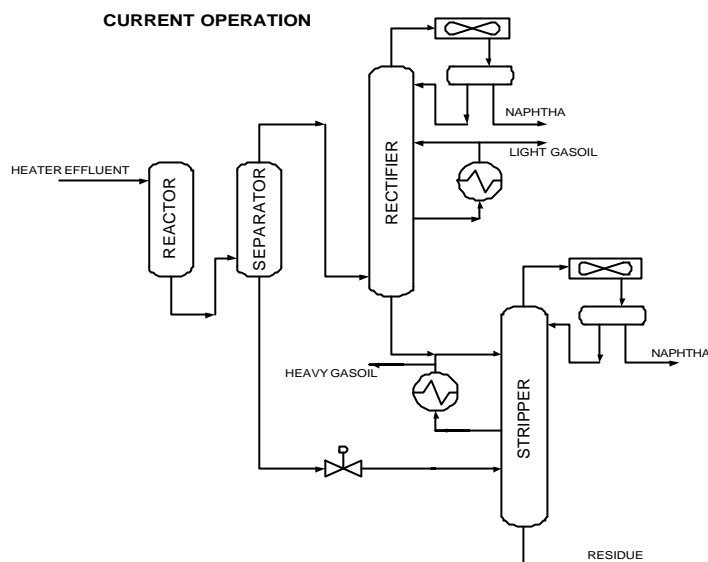 CURRENT OPERATION
NAPHTHA
LIGHT GASOIL
HEATER EFFLUENT
REACTOR
SEPARATOR
RECTIFIER
HEAVY GASOIL
NAPHTHA
STRIPPER
RESIDUE